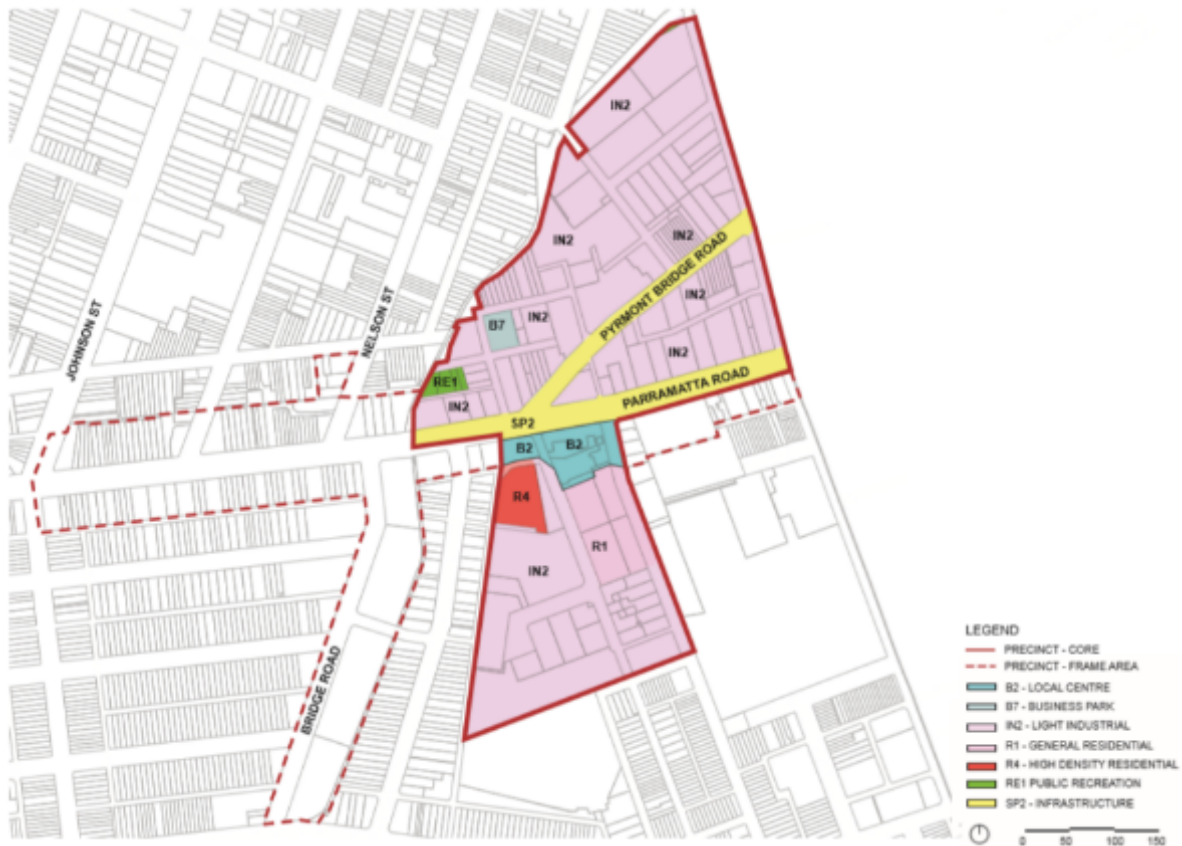 IN2
IN2
IN2
PYRMONT BRIDGE ROAD
IN2
B7
IN2
JOHNSON ST
NELSON ST
IN2
RE1
PARRAMATTA ROAD
IN2
SP2
B2
B2
R4
R1
IN2
BRIDGE ROAD
LEGEND
PRECINCT - CORE
PRECINCT - FRAME AREA
B2 - LOCAL CENTRE
B7 - BUSINESS PARK
IN2 - LIGHT INDUSTRIAL
R1 - GENERAL RESIDENTIAL
R4 - HIGH DENSITY RESIDENTIAL
RE1 PUBLIC RECREATION
SP2 - INFRASTRUCTURE
0 50 100 150